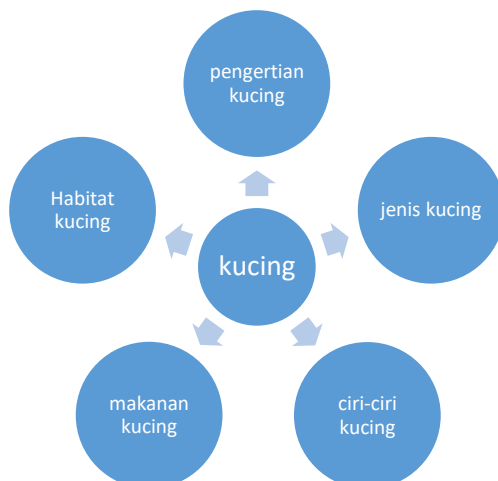 pengertian
kucing
Habitat
kucing
jenis kucing
kucing
makanan
kucing
ciri-ciri
kucing